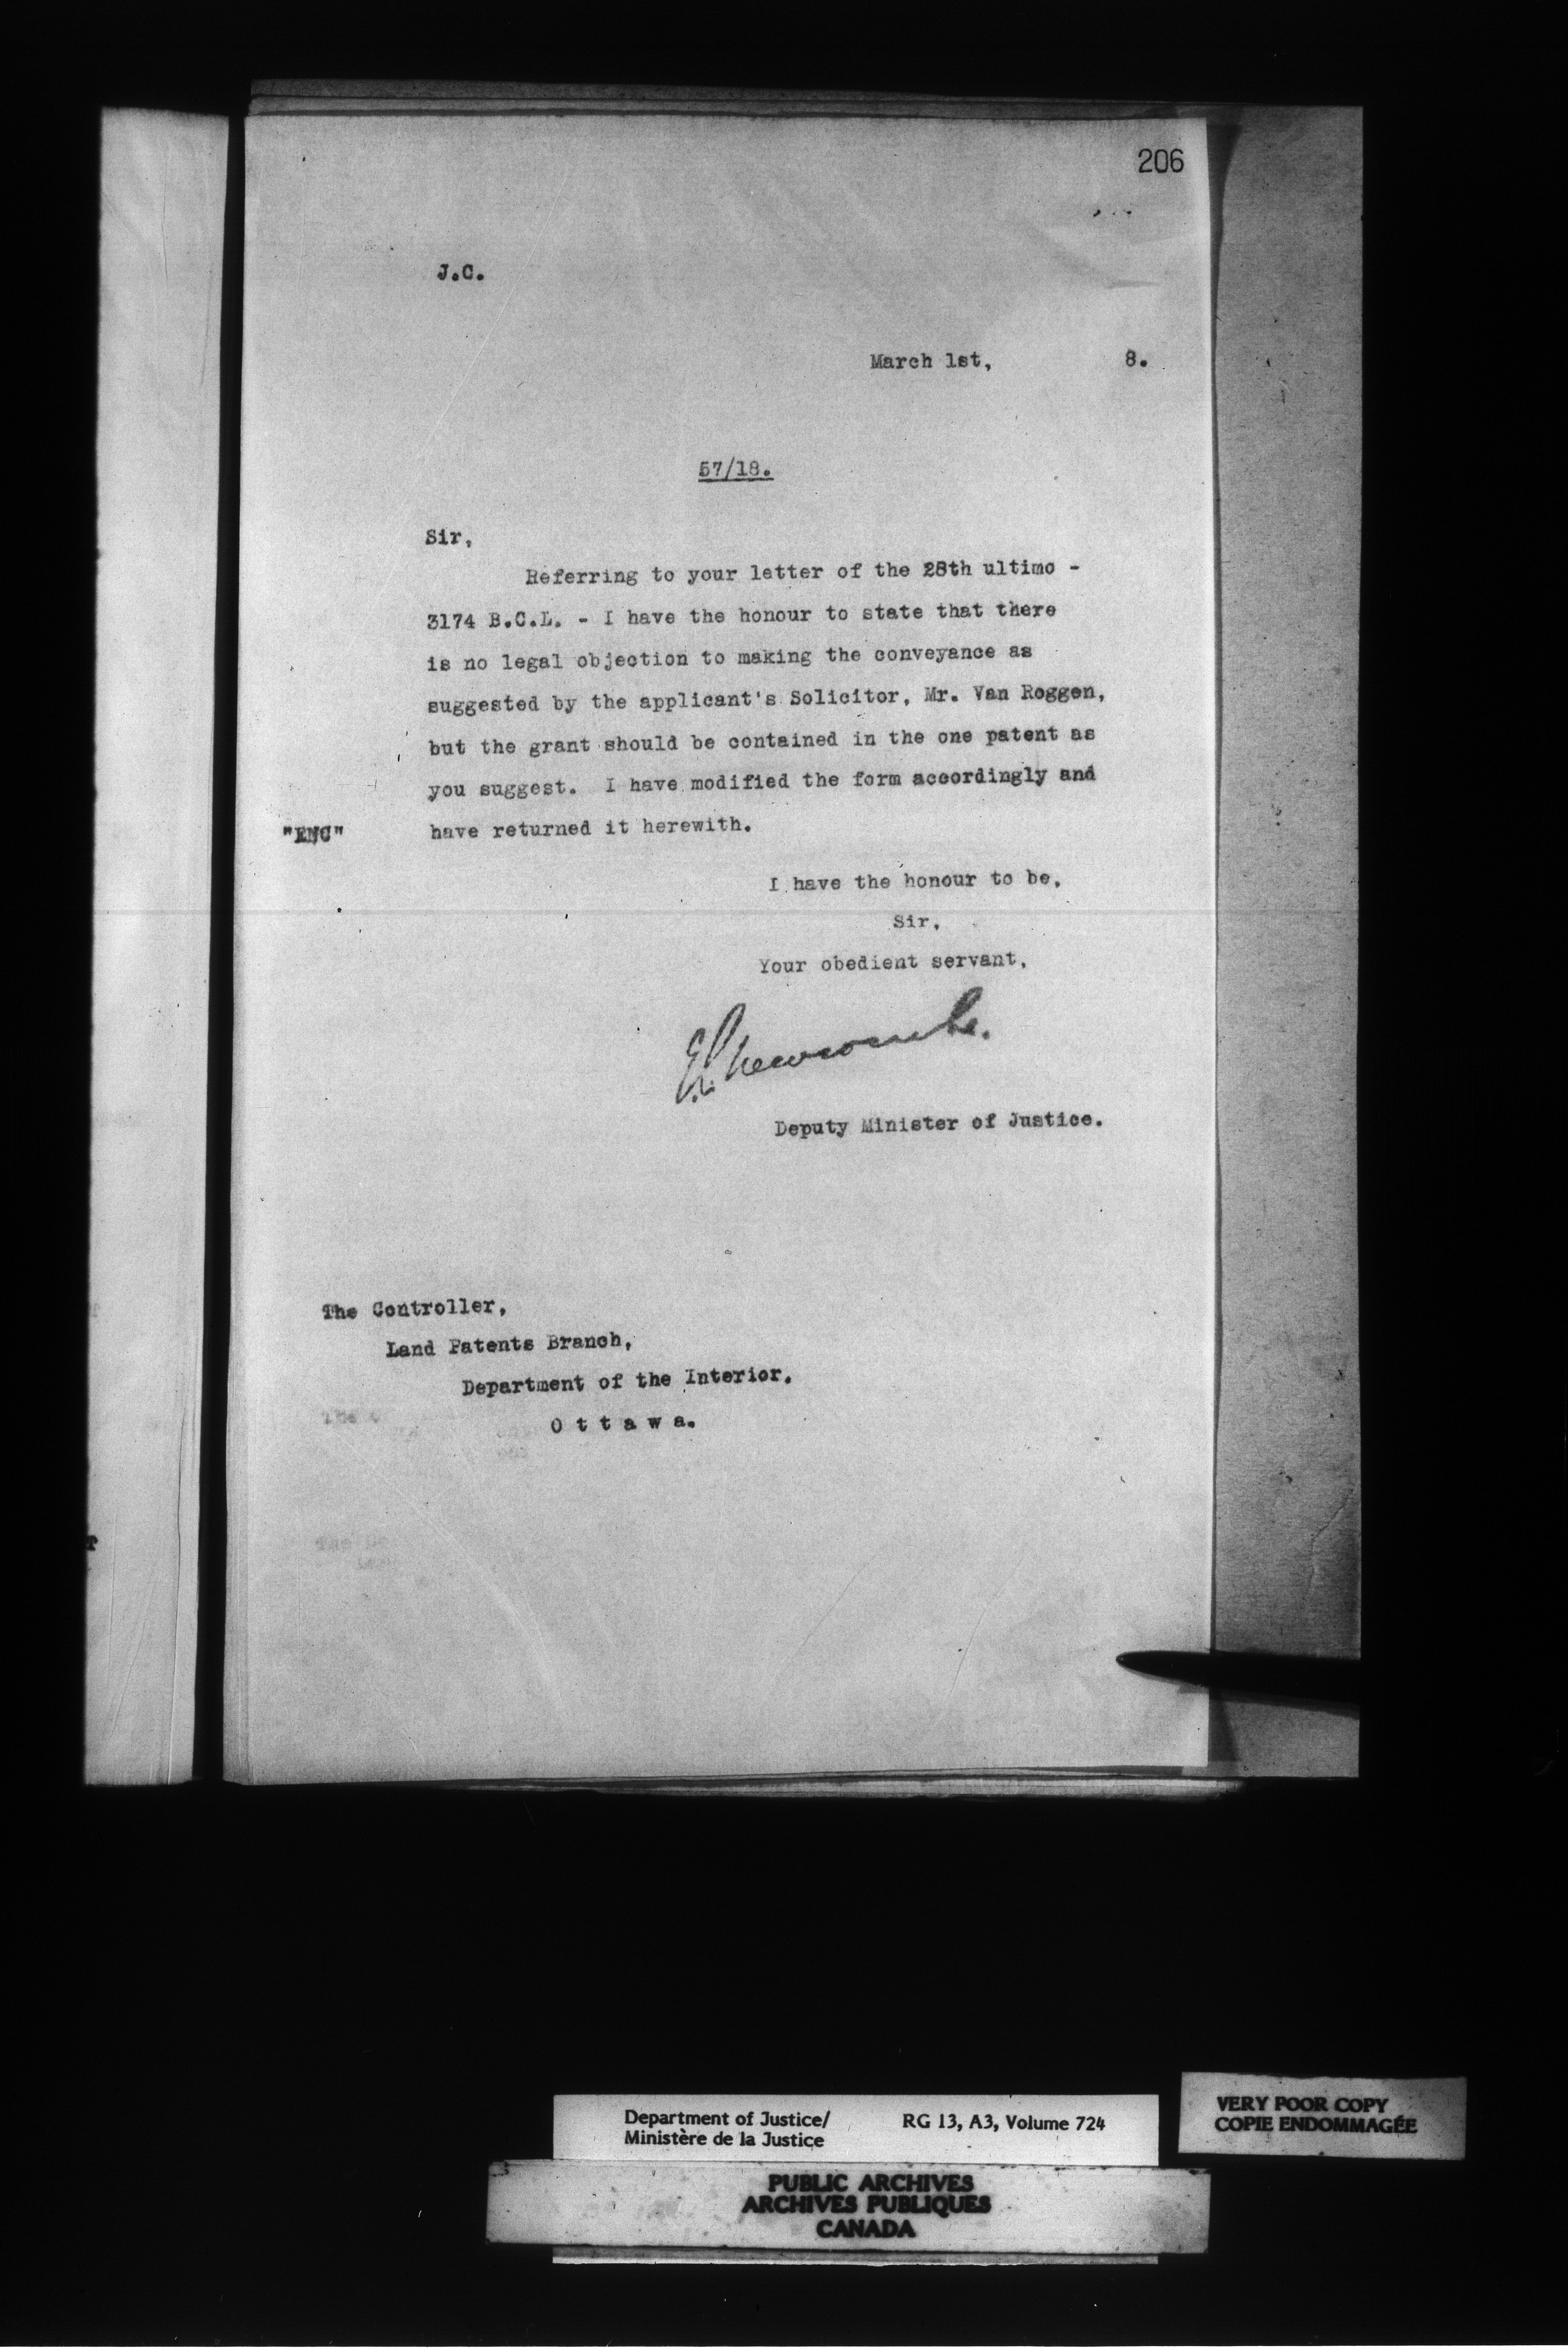 206
J.C.
March 1st, 8.
57/18.
Sir,
Referring to your letter of the 28th ultimo -
3174 B.C.L. - I have the honour to state that there
is no legal objection to making the conveyance as
suggested by the applicant's Solicitor, Mr. Van Roggen,
but the grant should be contained in the one patent as
you suggest. I have modified the form accordingly and
"ENC" have returned it herewith.
I have the honour to be,
Sir,
Your obedient servant,
E.L. Newcombe.
Deputy Minister of Justice.
The Controller,
Land Patents Branch,
Department of the Interior.
O t t a w a.
Department of Justice/ RG 13, A3, Volume 724
Ministère de la Justice
VERY POOR COPY
COPIE ENDOMMAGÉE
PUBLIC ARCHIVES
ARCHIVES PUBLIQUES
CANADA